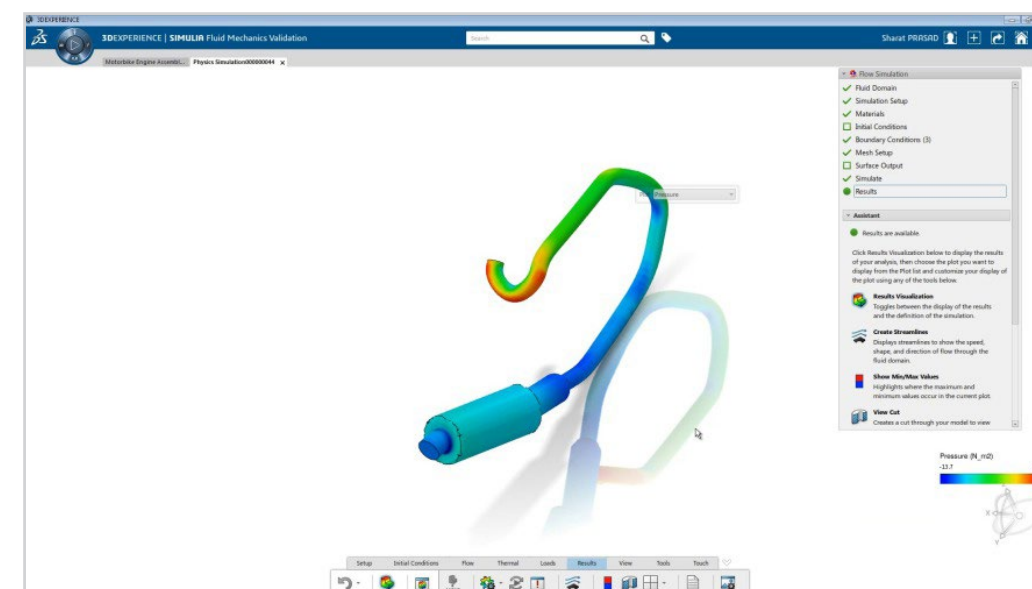 3DEXPERIENCE
3DEXPERIENCE | SIMULIA Fluid Mechanics Validation
Search
Sharat PRASAD
Motorbike Engine Assembl...
Physics Simulation00000044 x
Flow Simulation
Fluid Domain
Simulation Setup
Materials
Initial Conditions
Boundary Conditions (3)
Mesh Setup
Surface Output
Simulate
Results
Pressure
Assistant
Results are available.
Click Results Visualization below to display the results
of your analysis, then choose the plot you want to
display from the Plot list and customize your display of
the plot using any of the tools below.
Results Visualization
Toggles between the display of the results
and the definition of the simulation.
Create Streamlines
Displays streamlines to show the speed,
shape, and direction of flow through the
fluid domain.
Show Min/Max Values
Highlights where the maximum and
minimum values occur in the current plot.
View Cut
Creates a cut through your model to view
Pressure (N_m2)
-13.7
X
Y
Setup Initial Conditions Flow Thermal Loads Results View Tools Touch